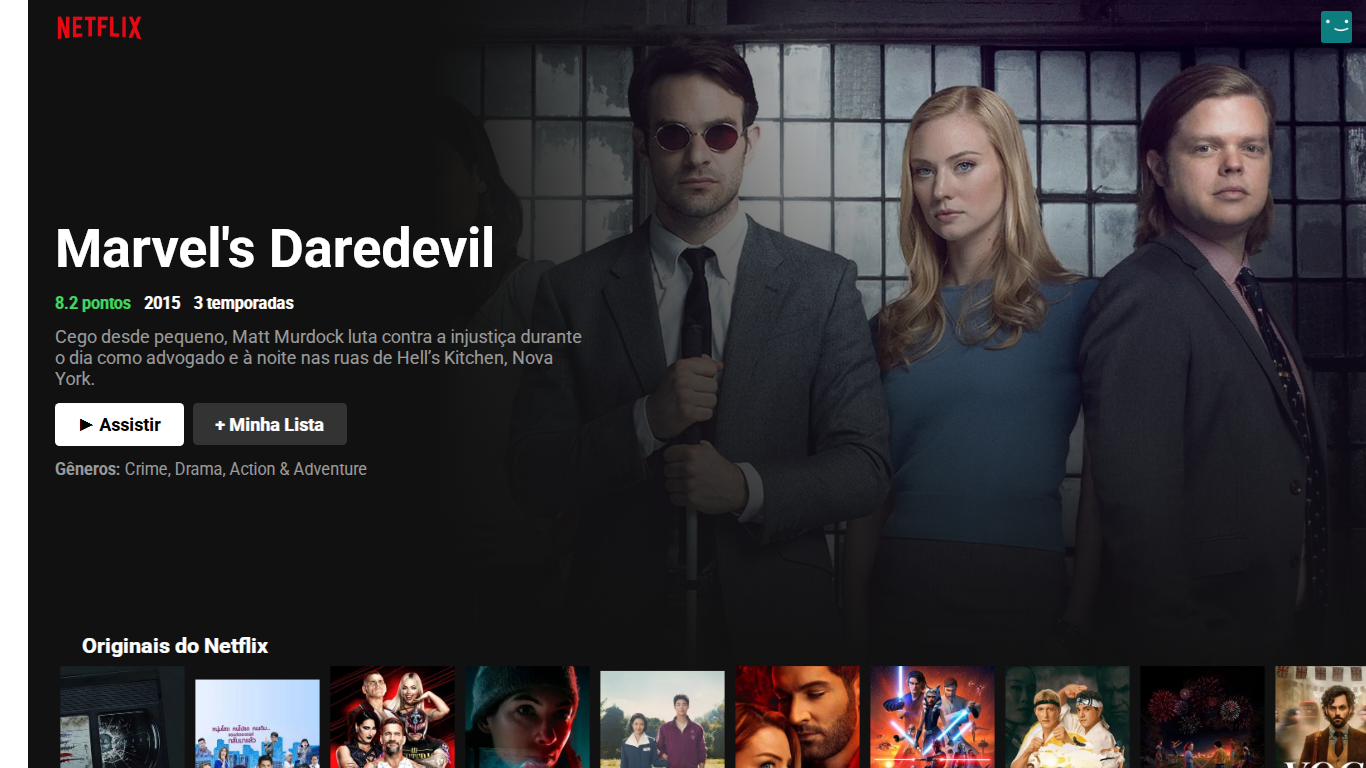 NETFLIX
Marvel's Daredevil
8.2 pontos 2015 3 temporadas
Cego desde pequeno, Matt Murdock luta contra a injustiça durante
o dia como advogado e à noite nas ruas de Hell’s Kitchen, Nova
York.
► Assistir
+ Minha Lista
Gêneros: Crime, Drama, Action & Adventure
Originais do Netflix